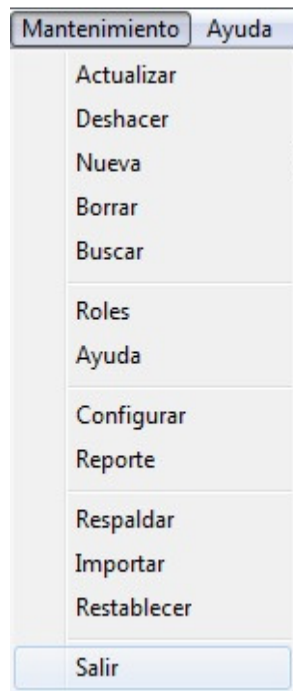 Mantenimiento Ayuda
Actualizar
Deshacer
Nueva
Borrar
Buscar
Roles
Ayuda
Configurar
Reporte
Respaldar
Importar
Restablecer
Salir